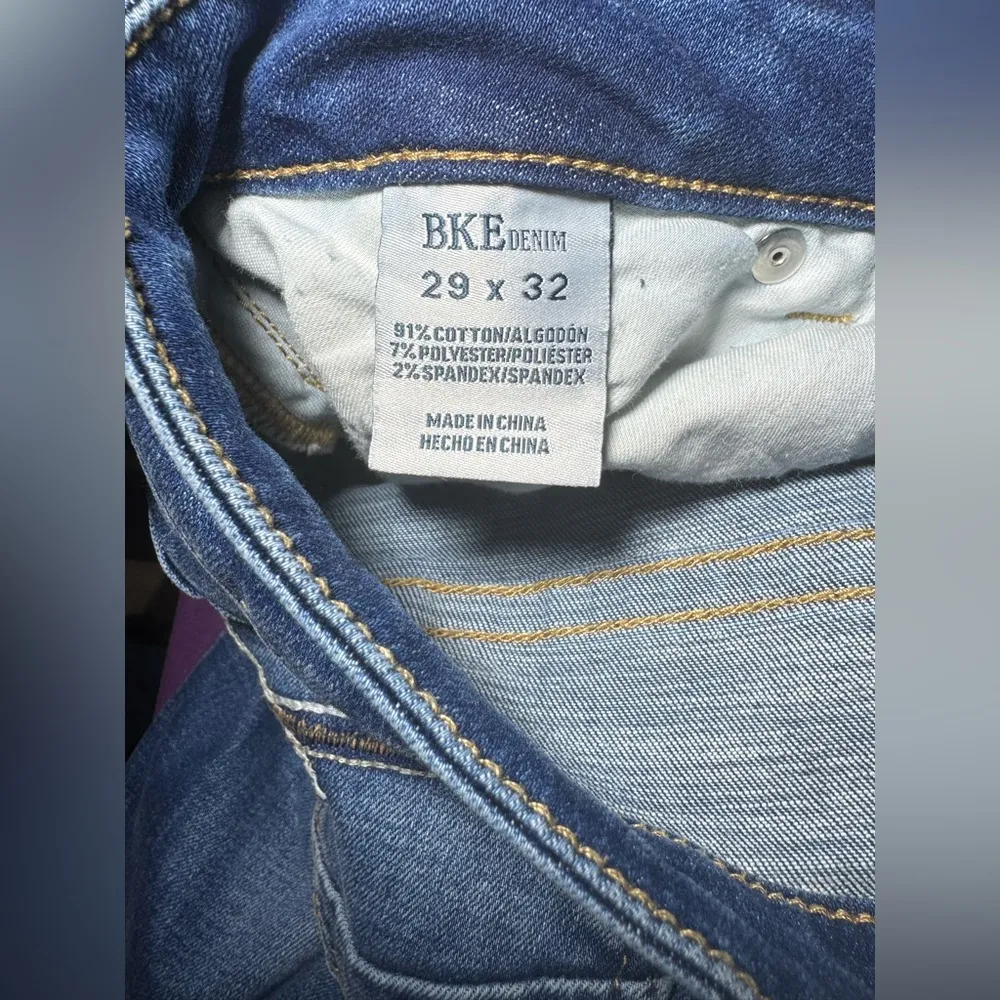 BKE DENIM
29 x 32
91% COTTON/ALGODÓN
7% POLYESTER/POLIÉSTER
2% SPANDEX/SPANDEX
MADE IN CHINA
HECHO EN CHINA